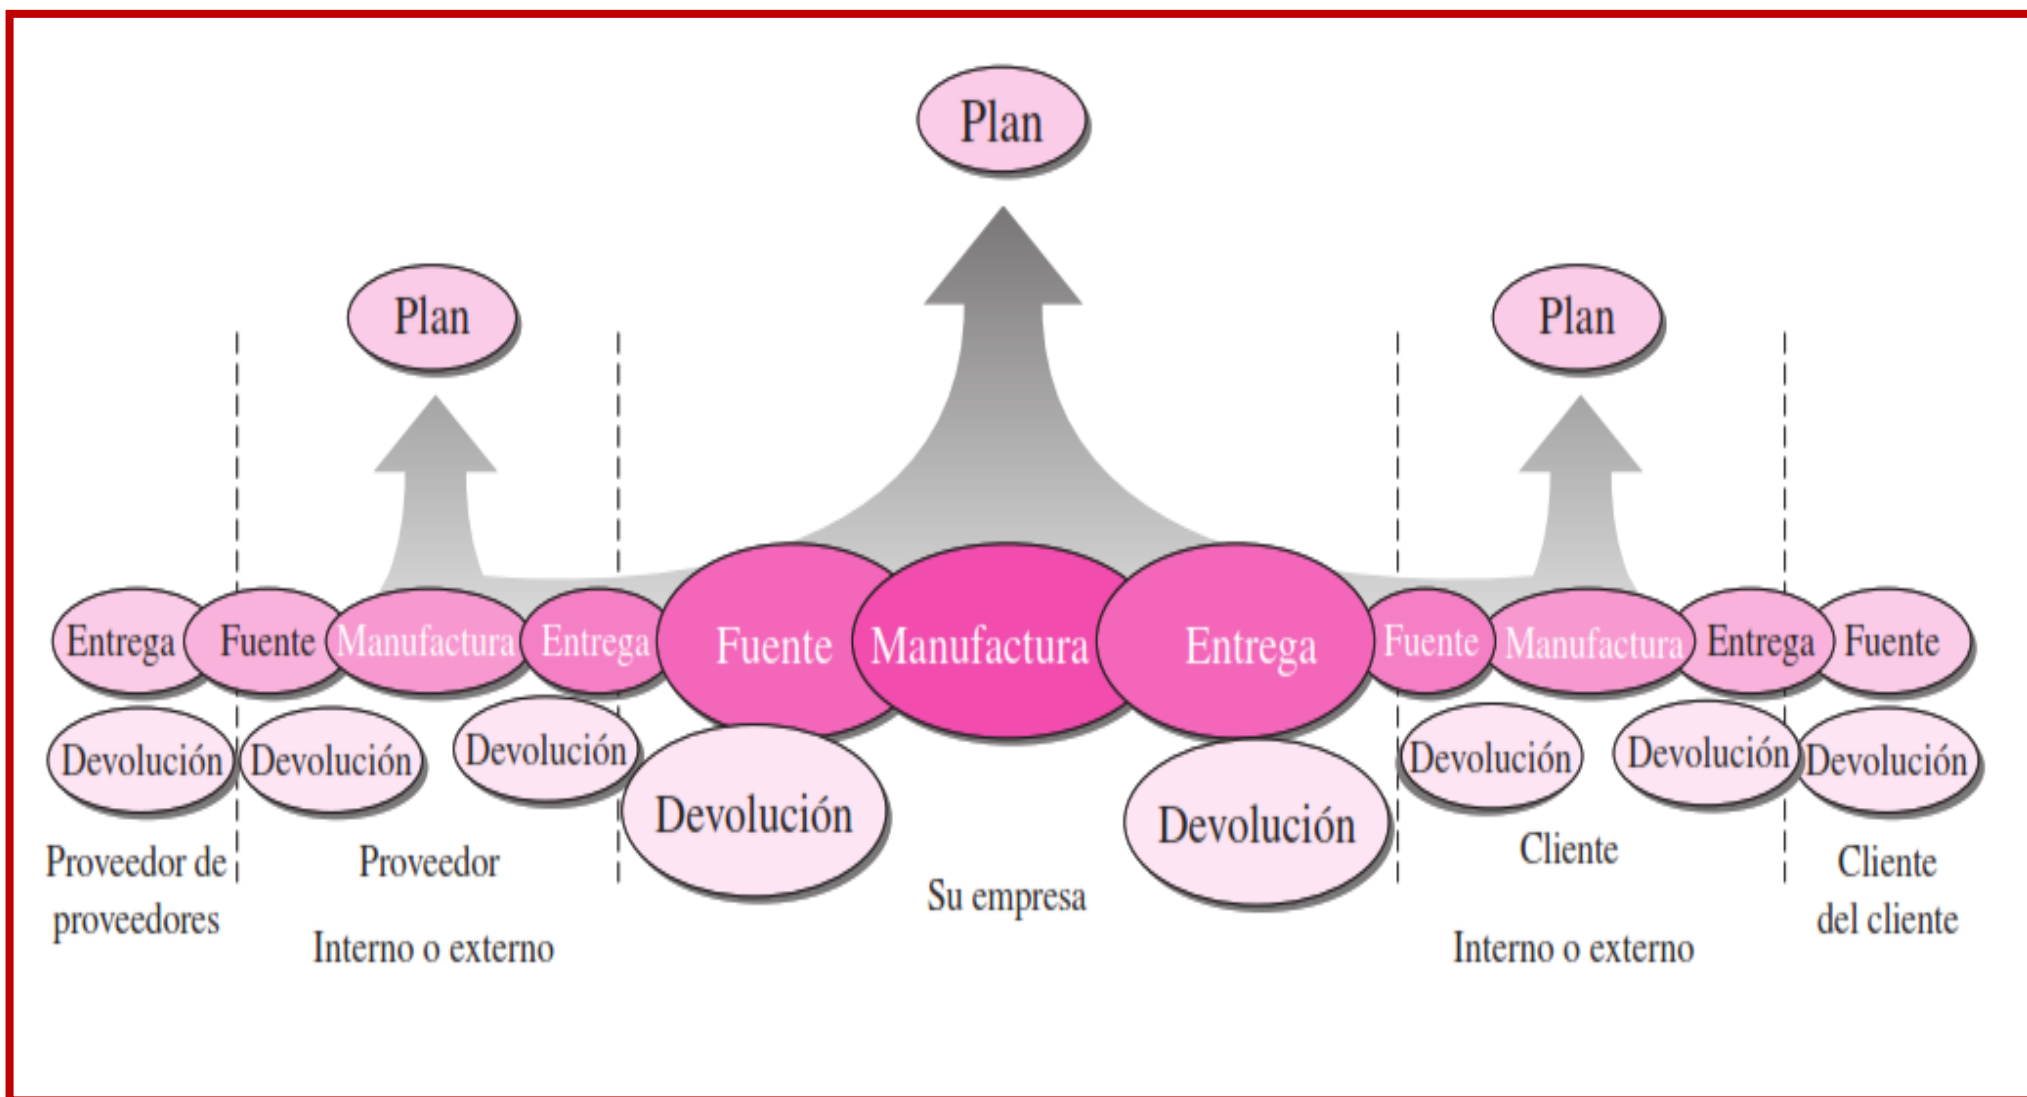 Plan
Plan
Plan
Entrega
Fuente
Manufactura
Entrega
Fuente
Manufactura
Entrega
Fuente
Manufactura
Entrega
Fuente
Devolución
Devolución
Devolución
Devolución
Devolución
Devolución
Devolución
Devolución
Proveedor de
proveedores
Proveedor
Interno o externo
Su empresa
Cliente
Interno o externo
Cliente
del cliente